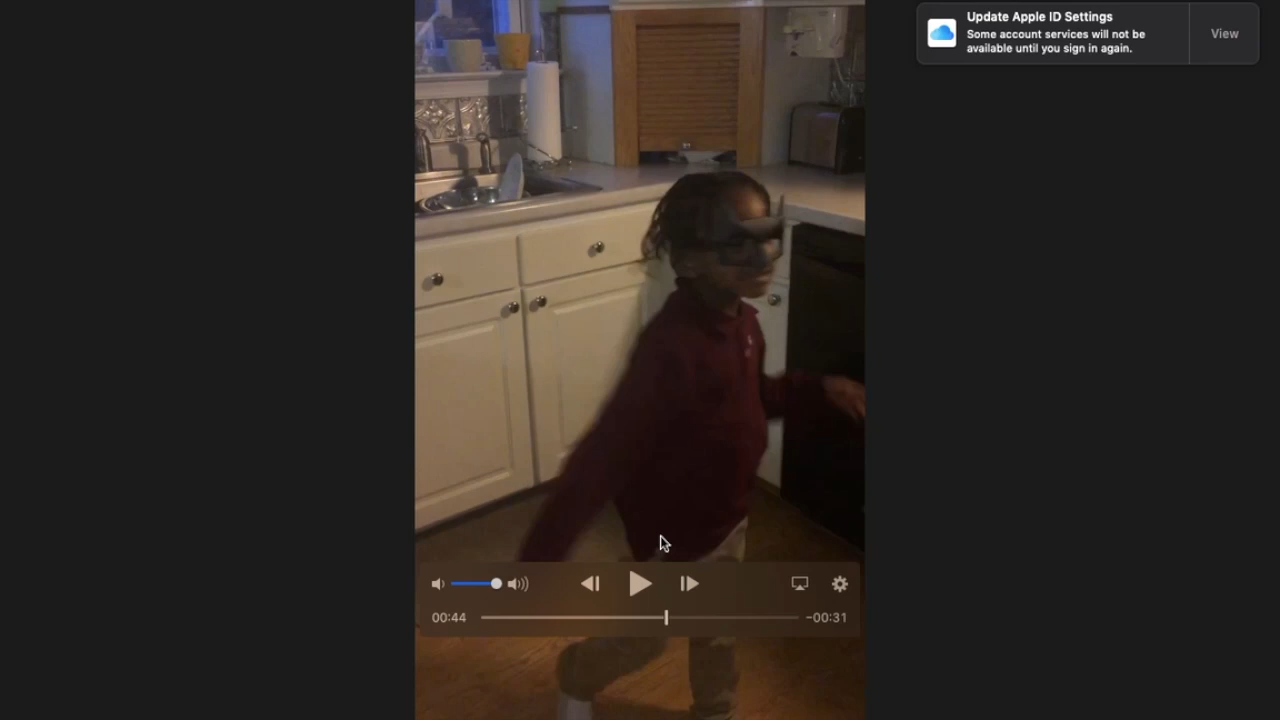 Update Apple ID Settings
Some account services will not be
available until you sign in again.
View
00:44
-00:31